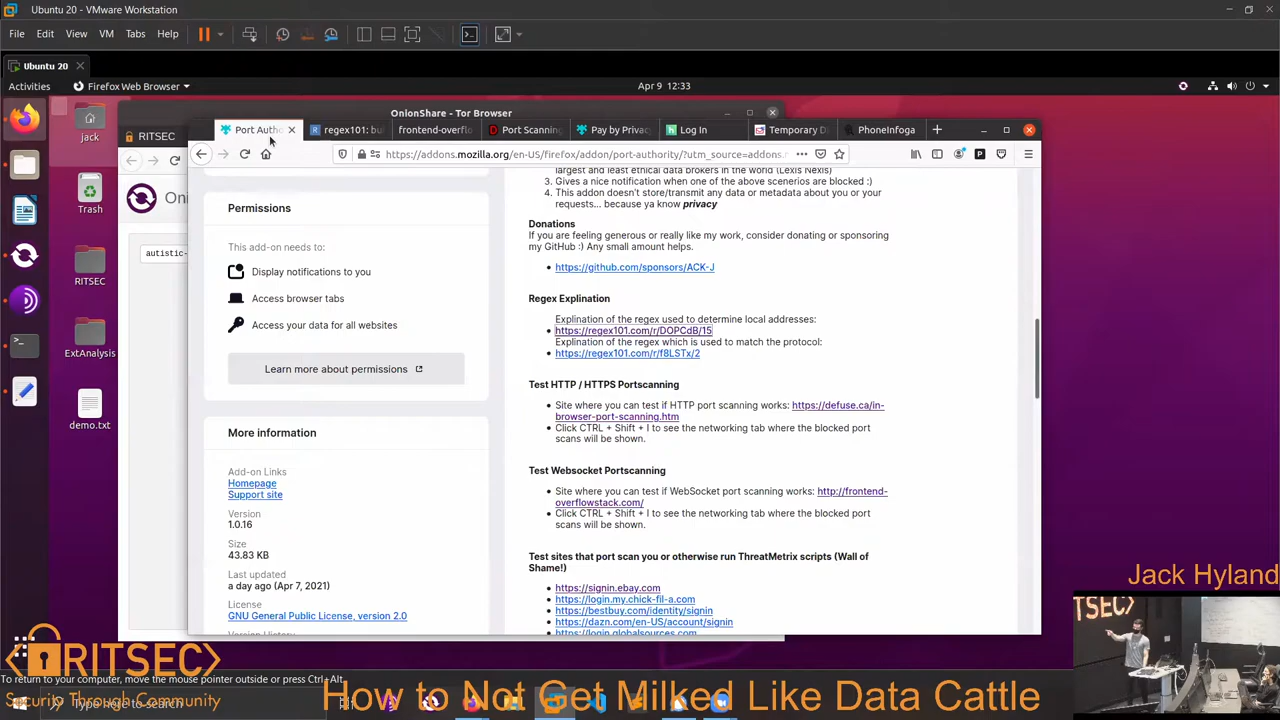 Ubuntu 20 - VMware Workstation
File Edit View VM Tabs Help
Ubuntu 20
Activities Firefox Web Browser Apr 9 12:33
OnionShare - Tor Browser
RITSEC
Port Autho regex101: bu frontend-overflo Port Scanning Pay by Privac Log In Temporary Di PhoneInfoga
https://addons.mozilla.org/en-US/firefox/addon/port-authority/?utm_source=addons.
jack
Trash
RITSEC
ExtAnalysis
demo.txt
Oni
autistic-
Permissions
This add-on needs to:
Display notifications to you
Access browser tabs
Access your data for all websites
Learn more about permissions
More information
Add-on Links
Homepage
Support site
Version
1.0.16
Size
43.83 KB
Last updated
a day ago (Apr 7, 2021)
License
GNU General Public License, version 2.0
Version History
largest and least ethical data brokers in the world (Lexis Nexis)
3. Gives a nice notification when one of the above scenerios are blocked :)
4. This addon doesn't store/transmit any data or metadata about you or your
requests... because ya know privacy
Donations
If you are feeling generous or really like my work, consider donating or sponsoring
my GitHub :) Any small amount helps.
https://github.com/sponsors/ACK-J
Regex Explination
Explination of the regex used to determine local addresses:
https://regex101.com/r/DOPCdB/15
Explination of the regex which is used to match the protocol:
https://regex101.com/r/f8LSTx/2
Test HTTP / HTTPS Portscanning
Site where you can test if HTTP port scanning works: https://defuse.ca/in-
browser-port-scanning.htm
Click CTRL + Shift + I to see the networking tab where the blocked port
scans will be shown.
Test Websocket Portscanning
Site where you can test if WebSocket port scanning works: http://frontend-
overflowstack.com/
Click CTRL + Shift + I to see the networking tab where the blocked port
scans will be shown.
Test sites that port scan you or otherwise run ThreatMetrix scripts (Wall of
Shame!)
https://signin.ebay.com
https://login.my.chick-fil-a.com
https://bestbuy.com/identity/signin
https://dazn.com/en-US/account/signin
https://login.globalsources.com
Jack Hyland
RITSEC
RITSEC
Security Through Community
To return to your computer, move the mouse pointer outside or press Ctrl+Alt.
Type here to search
How to Not Get Milked Like Data Cattle